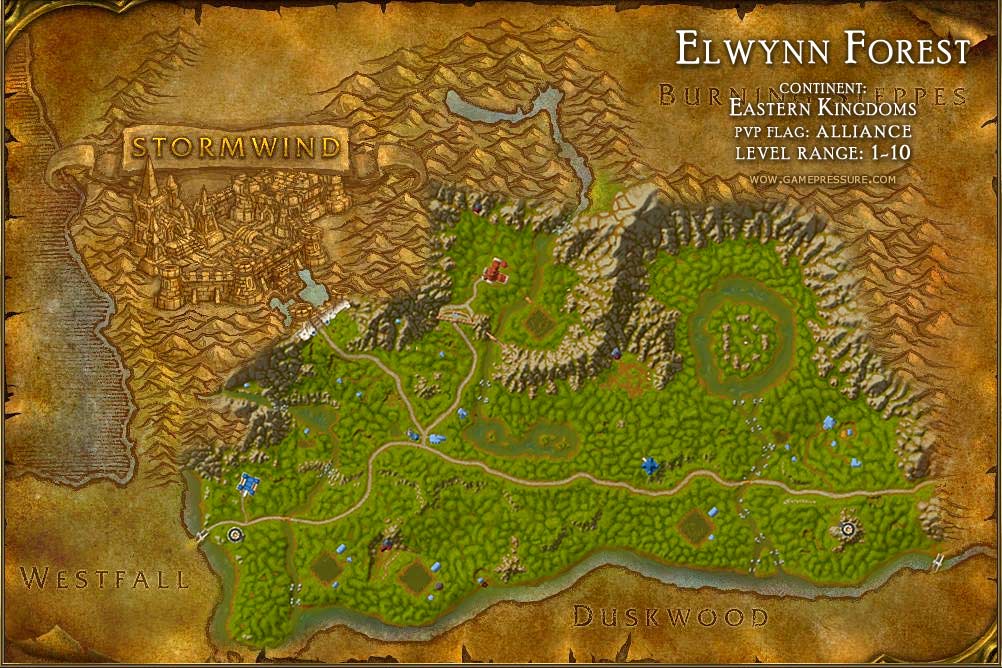 ELWYNN FOREST
BURNING STEPPES
CONTINENT:
EASTERN KINGDOMS
PVP FLAG: ALLIANCE
LEVEL RANGE: 1-10
WOW.GAMEPRESSURE.COM
STORMWIND
WESTFALL
DUSKWOOD